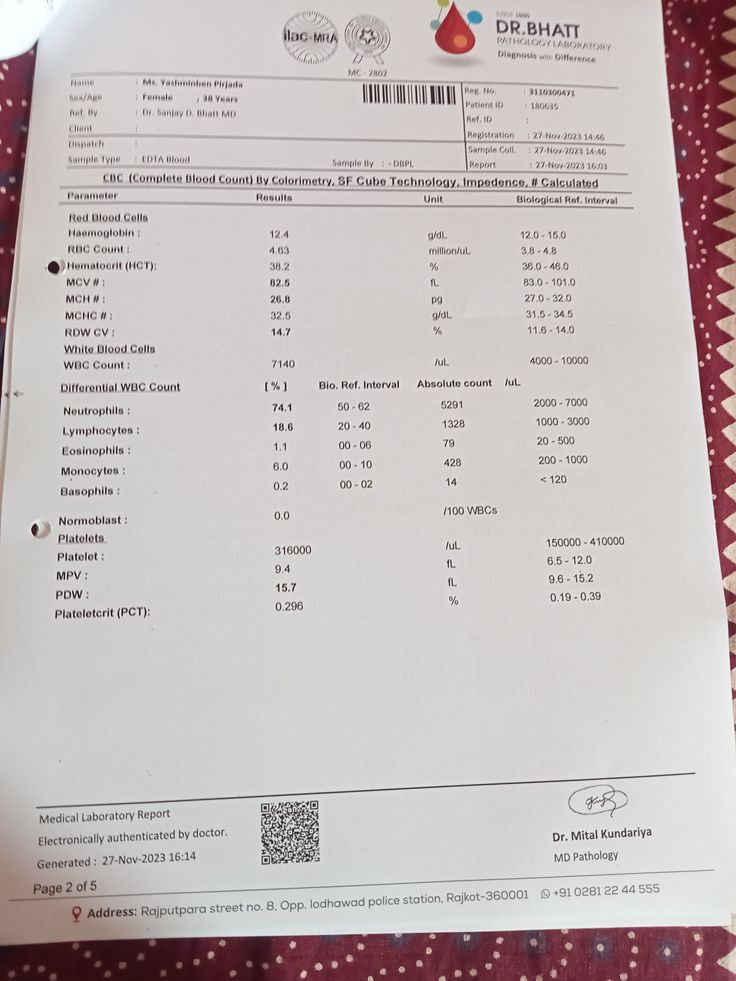 ilac-MRA
MC - 2802
SINCE 1990
DR.BHATT
PATHOLOGY LABORATORY
Diagnosis with Difference
Name : Ms. Yashminben Pirjada
Sex/Age : Female , 38 Years
Ref. By : Dr. Sanjay D. Bhatt MD
Client :
Dispatch :
Sample Type : EDTA Blood Sample By : - DBPL
Reg. No. : 3110300471
Patient ID : 180635
Ref. ID :
Registration : 27-Nov-2023 14:46
Sample Coll. : 27-Nov-2023 14:46
Report : 27-Nov-2023 16:03
CBC (Complete Blood Count) By Colorimetry, SF Cube Technology, Impedence, # Calculated
Parameter Results Unit Biological Ref. Interval
Red Blood Cells
Haemoglobin : 12.4 g/dL 12.0 - 15.0
RBC Count : 4.63 million/uL 3.8 - 4.8
Hematocrit (HCT): 38.2 % 36.0 - 46.0
MCV # : 82.5 fL 83.0 - 101.0
MCH # : 26.8 pg 27.0 - 32.0
MCHC # : 32.5 g/dL 31.5 - 34.5
RDW CV : 14.7 % 11.6 - 14.0
White Blood Cells
WBC Count : 7140 /uL 4000 - 10000
Differential WBC Count [ % ] Bio. Ref. Interval Absolute count /uL
Neutrophils : 74.1 50 - 62 5291 2000 - 7000
Lymphocytes : 18.6 20 - 40 1328 1000 - 3000
Eosinophils : 1.1 00 - 06 79 20 - 500
Monocytes : 6.0 00 - 10 428 200 - 1000
Basophils : 0.2 00 - 02 14 < 120
Normoblast : 0.0 /100 WBCs
Platelets
Platelet : 316000 /uL 150000 - 410000
MPV : 9.4 fL 6.5 - 12.0
PDW : 15.7 fL 9.6 - 15.2
Plateletcrit (PCT): 0.296 % 0.19 - 0.39
Medical Laboratory Report
Electronically authenticated by doctor.
Generated : 27-Nov-2023 16:14
Dr. Mital Kundariya
MD Pathology
Page 2 of 5
Address: Rajputpara street no. 8, Opp. lodhawad police station, Rajkot-360001 +91 0281 22 44 555